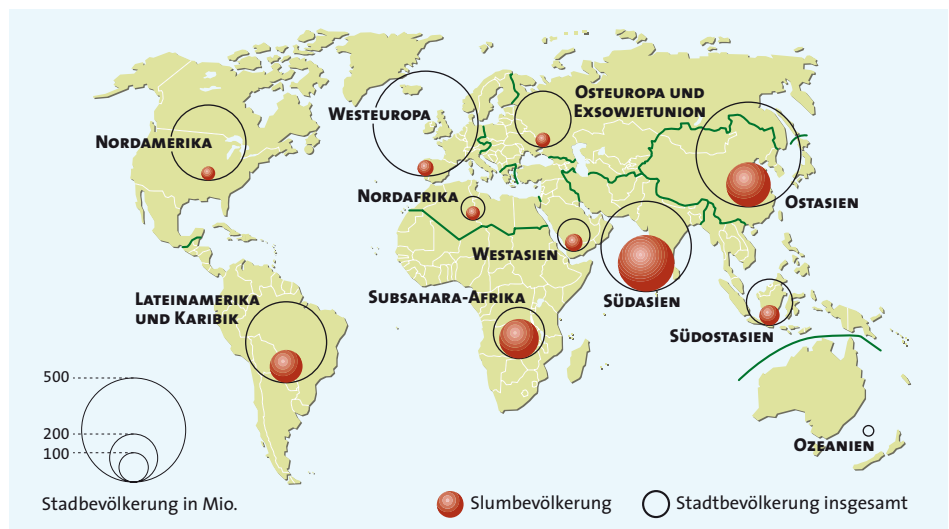 OSTEUROPA UND
EXSOWJETUNION
WESTEUROPA
NORDAMERIKA
NORDAFRIKA
OSTASIEN
WESTASIEN
SUBSAHARA-AFRIKA
SÜDASIEN
LATEINAMERIKA
UND KARIBIK
SÜDOSTASIEN
OZEANIEN
500
200
100
Stadbevölkerung in Mio.
Slumbevölkerung
Stadtbevölkerung insgesamt